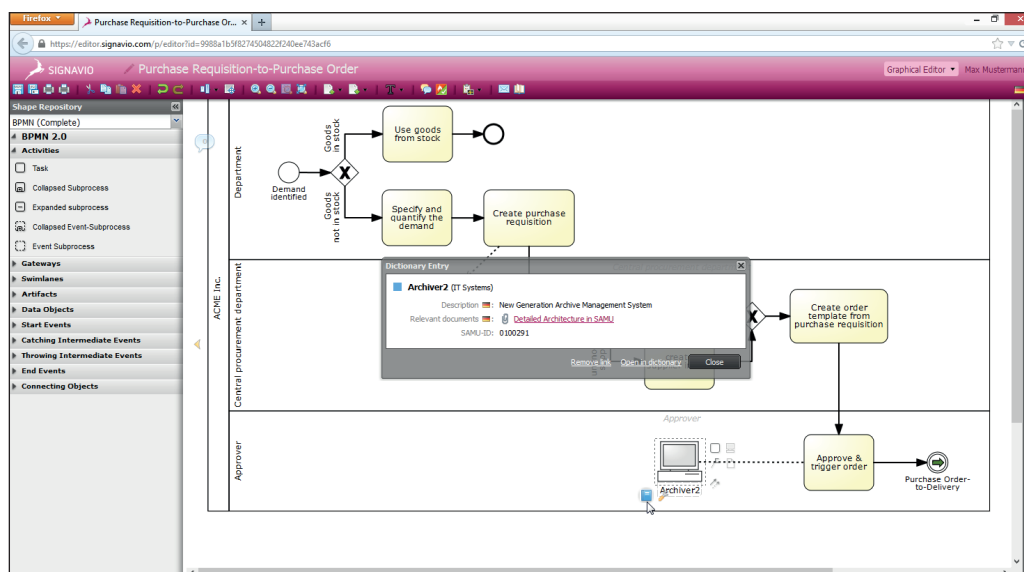 Firefox
Purchase Requisition-to-Purchase Or... × +
https://editor.signavio.com/p/editor?id=9988a1b5f8274504822f240ee743acf6
SIGNAVIO
Purchase Requisition-to-Purchase Order
Graphical Editor
Max Mustermann
Shape Repository
BPMN (Complete)
BPMN 2.0
Activities
Task
Collapsed Subprocess
Expanded subprocess
Collapsed Event-Subprocess
Event Subprocess
Gateways
Swimlanes
Artifacts
Data Objects
Start Events
Catching Intermediate Events
Throwing Intermediate Events
End Events
Connecting Objects
ACME Inc.
Department
Demand
identified
Goods
in stock
Goods
not in stock
Use goods
from stock
Specify and
quantify the
demand
Create purchase
requisition
Central procurement department
Dictionary Entry
Archiver2 (IT Systems)
Description : New Generation Archive Management System
Relevant documents : Detailed Architecture in SAMU
SAMU-ID: 0100291
Remove link
Open in dictionary
Close
Create order
template from
purchase requisition
Approver
Approver
Archiver2
Approve &
trigger order
Purchase Order-
to-Delivery